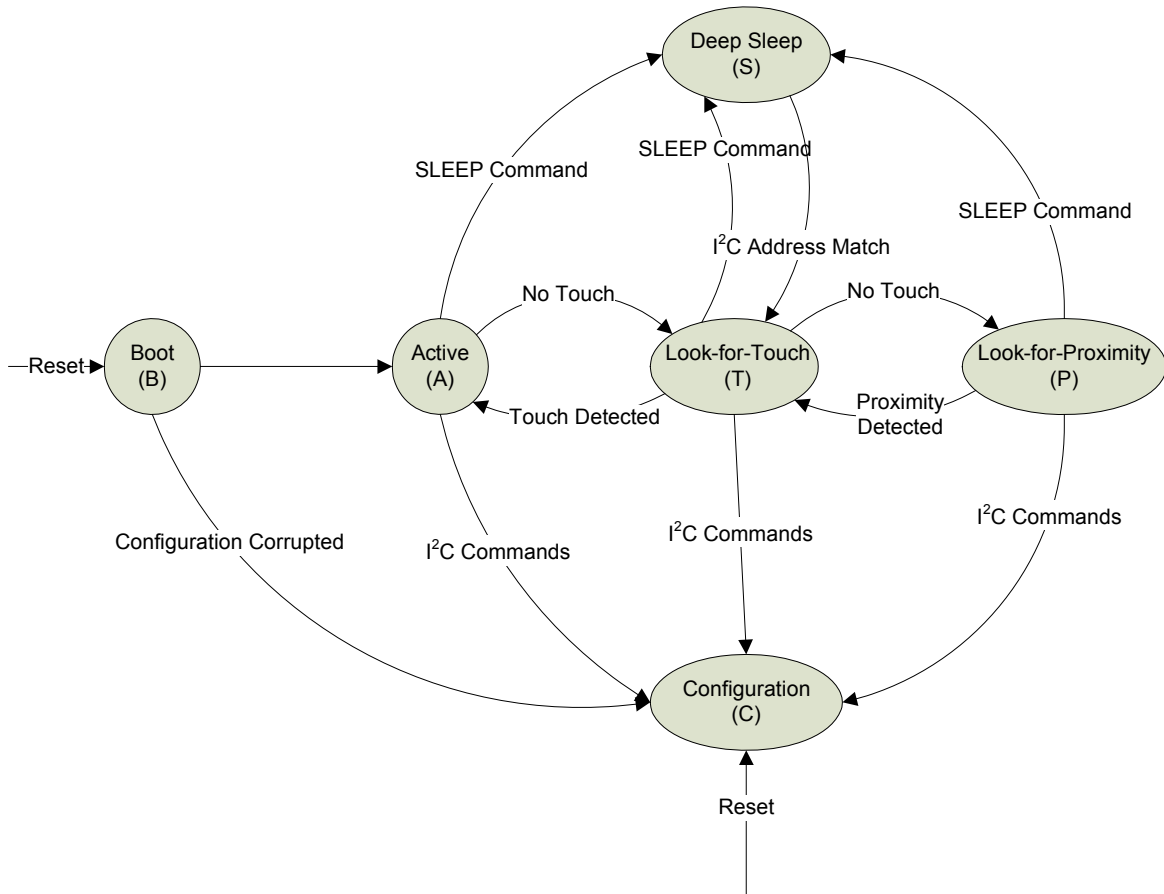 Deep Sleep
(S)
SLEEP Command
SLEEP Command
SLEEP Command
I²C Address Match
No Touch
No Touch
Reset
Boot
(B)
Active
(A)
Look-for-Touch
(T)
Look-for-Proximity
(P)
Touch Detected
Proximity
Detected
Configuration Corrupted
I²C Commands
I²C Commands
I²C Commands
Configuration
(C)
Reset